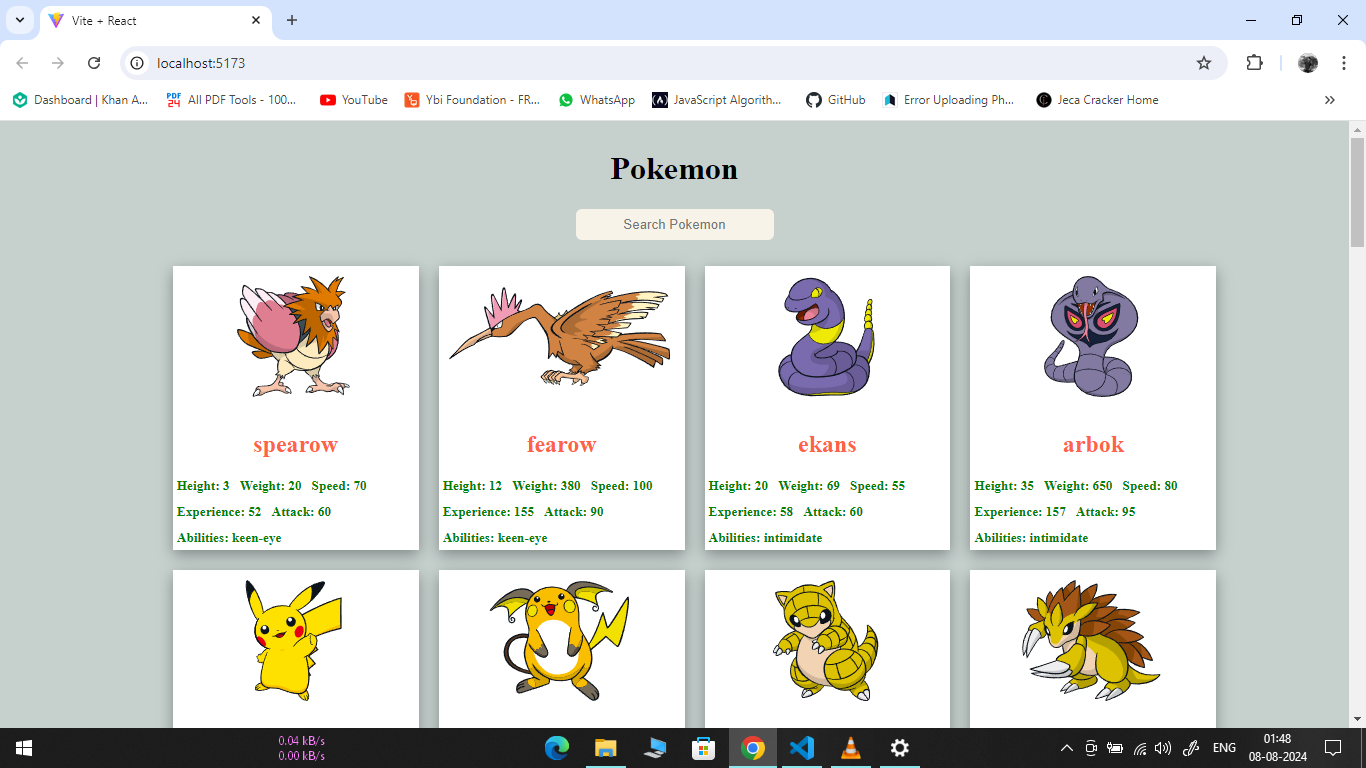 Vite + React
localhost:5173
Dashboard | Khan A...
PDF 24
All PDF Tools - 100...
YouTube
Ybi Foundation - FR...
WhatsApp
JavaScript Algorith...
GitHub
Error Uploading Ph...
Jeca Cracker Home
Pokemon
Search Pokemon
spearow
Height: 3 Weight: 20 Speed: 70
Experience: 52 Attack: 60
Abilities: keen-eye
fearow
Height: 12 Weight: 380 Speed: 100
Experience: 155 Attack: 90
Abilities: keen-eye
ekans
Height: 20 Weight: 69 Speed: 55
Experience: 58 Attack: 60
Abilities: intimidate
arbok
Height: 35 Weight: 650 Speed: 80
Experience: 157 Attack: 95
Abilities: intimidate
0.04 kB/s
0.00 kB/s
ENG
01:48
08-08-2024